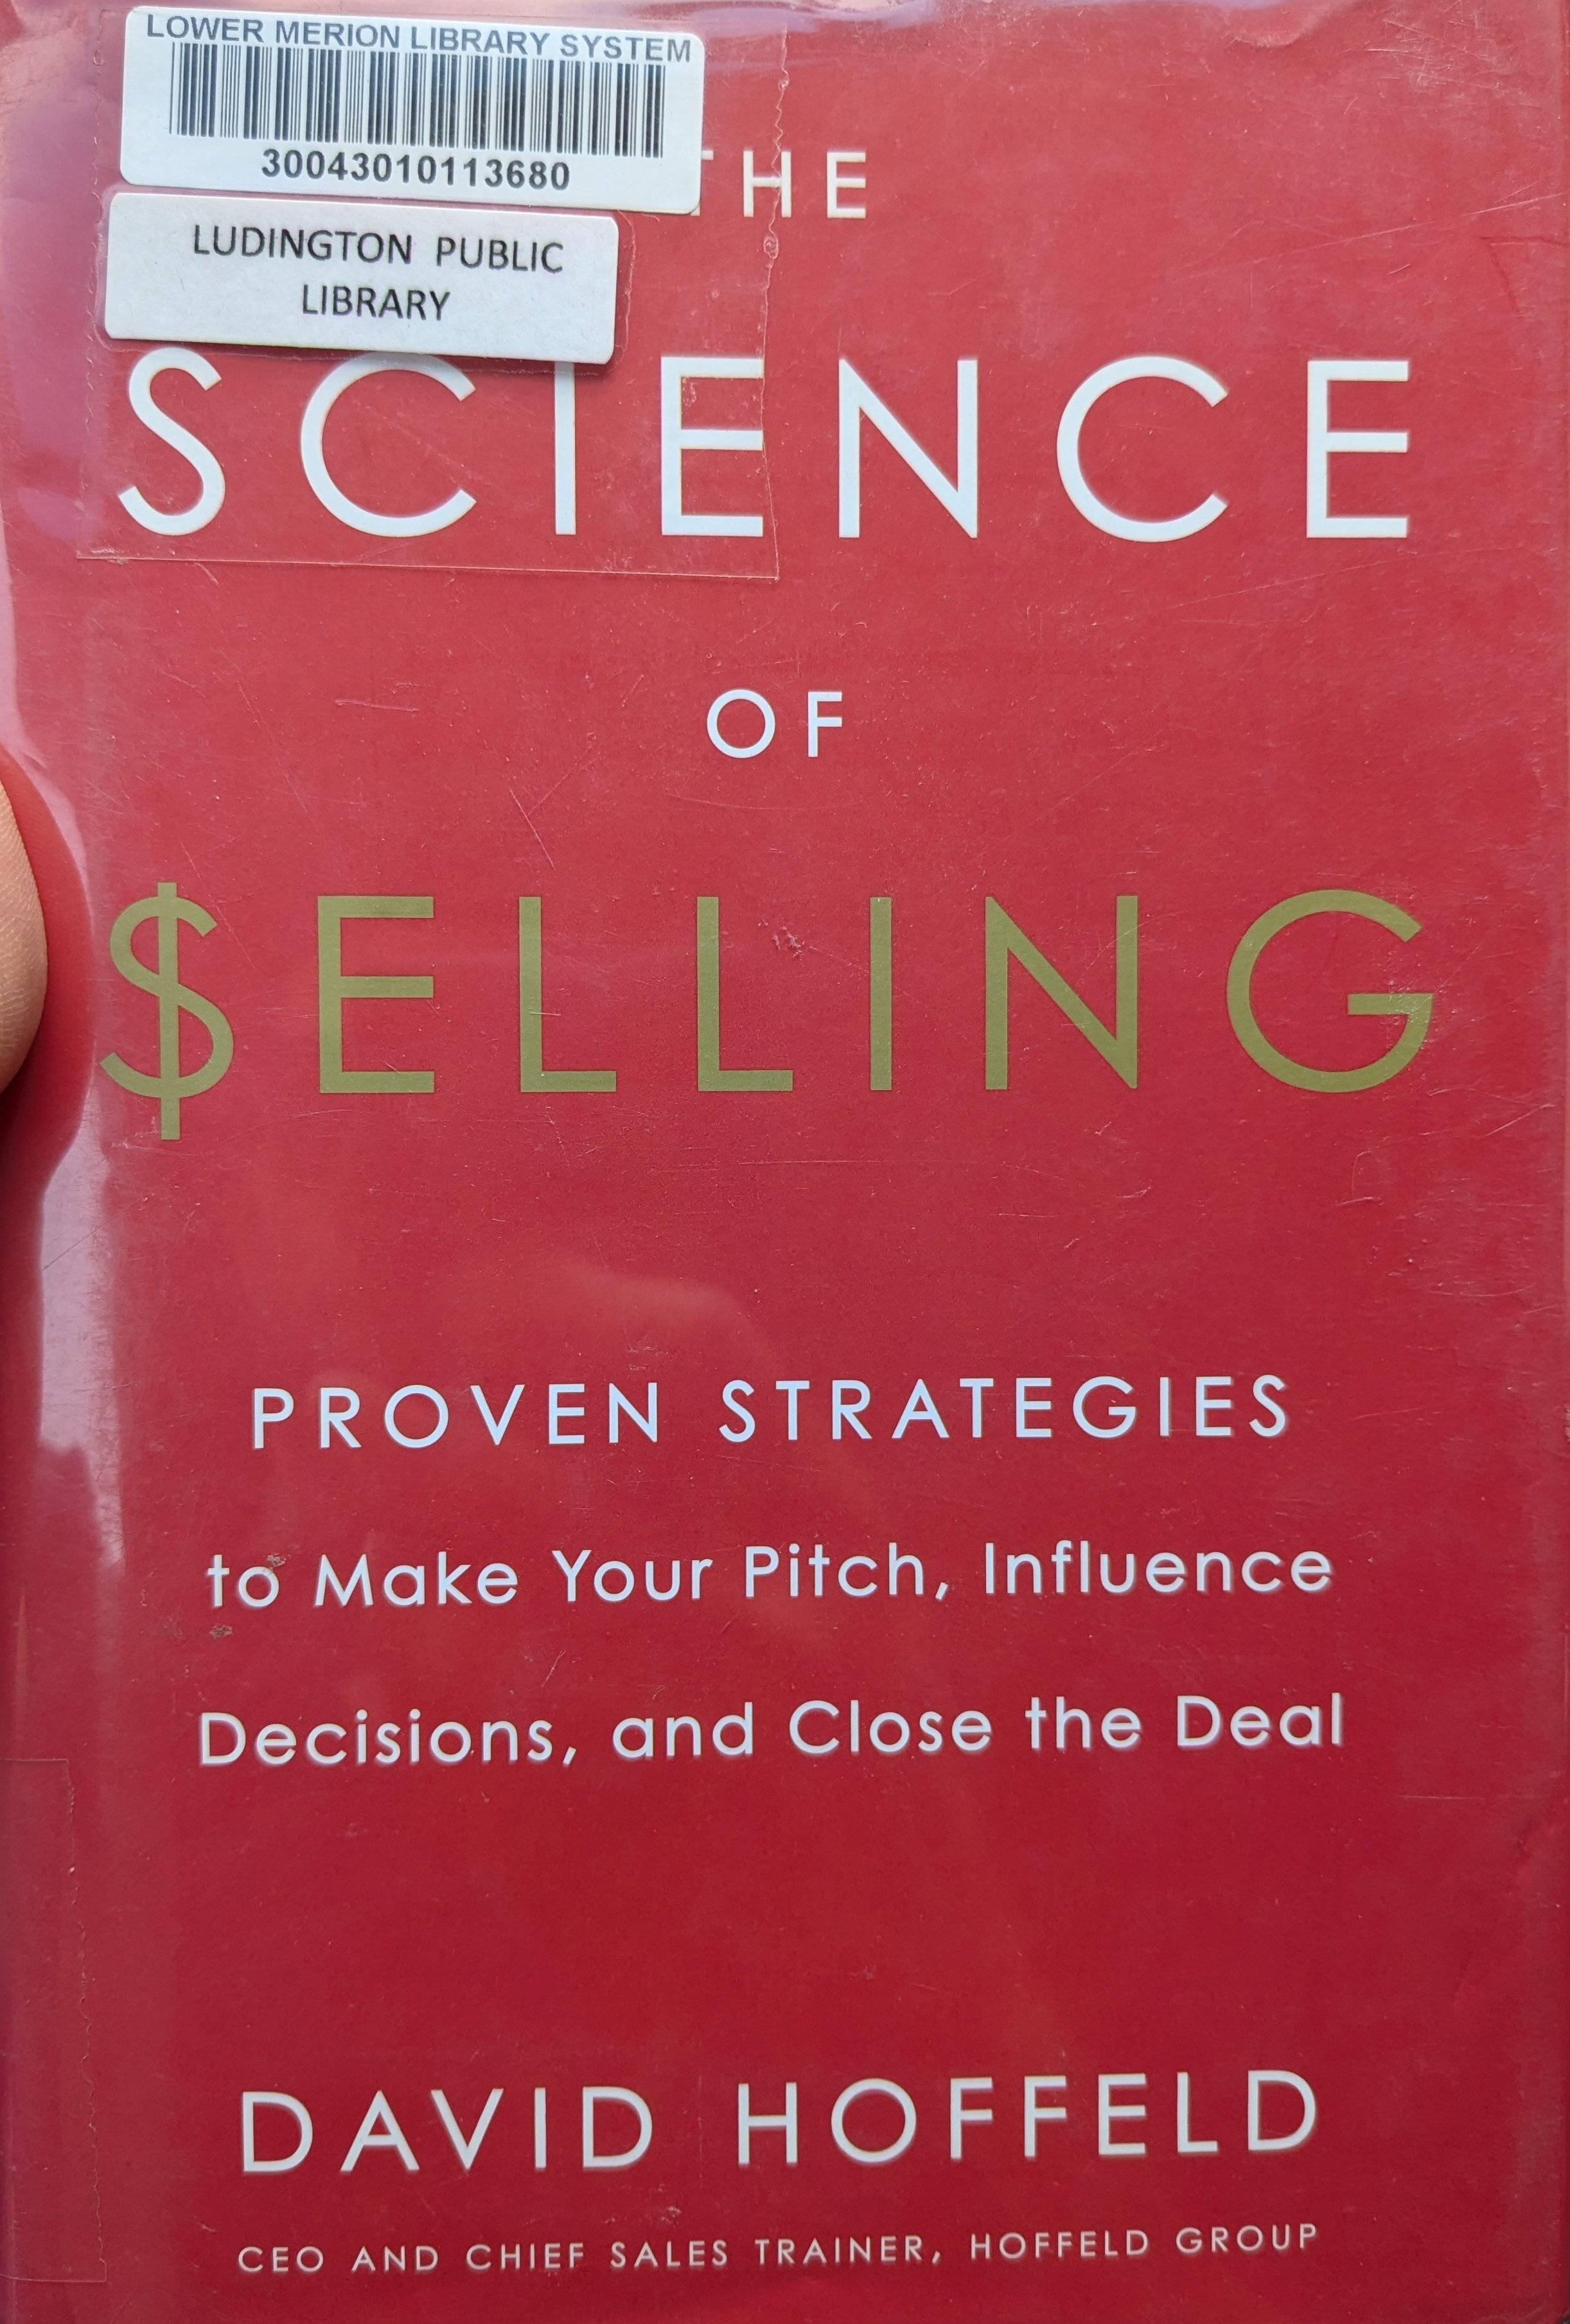 LOWER MERION LIBRARY SYSTEM
30043010113680
LUDINGTON PUBLIC
LIBRARY
THE
SCIENCE
OF
$ELLING
PROVEN STRATEGIES
to Make Your Pitch, Influence
Decisions, and Close the Deal
DAVID HOFFELD
CEO AND CHIEF SALES TRAINER, HOFFELD GROUP